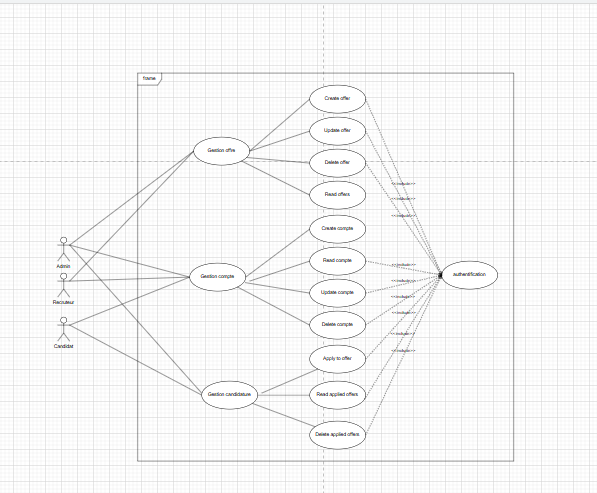 frame
Create offer
Update offer
Gestion offre
Delete offer
<<include>>
Read offers
<<include>>
<<include>>
Create compte
Admin
Read compte
<<include>>
Gestion compte
authentification
<<include>>
Update compte
<<include>>
Recruteur
<<include>>
Delete compte
<<include>>
Candidat
<<include>>
Apply to offer
Gestion candidature
Read applied offers
Delete applied offers